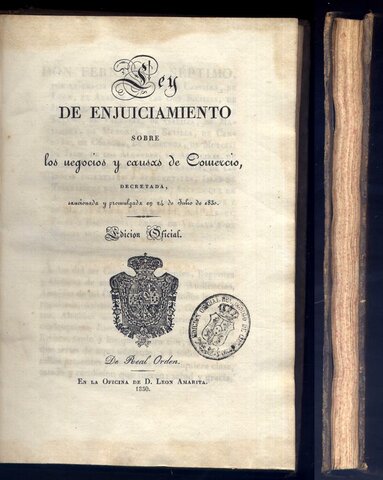 Ley
DE ENJUICIAMIENTO
SOBRE
los negocios y causas de Comercio,
DECRETADA,
sancionada y promulgada en 24 de Julio de 1830.
Edicion Oficial.
De Real Orden.
EN LA OFICINA DE D. LEON AMARITA.
1830.